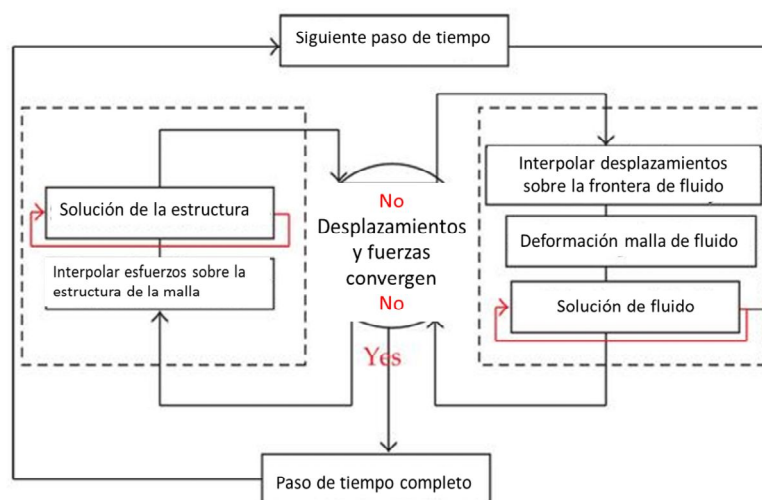 Siguiente paso de tiempo
Solución de la estructura
Interpolar esfuerzos sobre la
estructura de la malla
No
Desplazamientos
y fuerzas
convergen
No
Yes
Interpolar desplazamientos
sobre la frontera de fluido
Deformación malla de fluido
Solución de fluido
Paso de tiempo completo